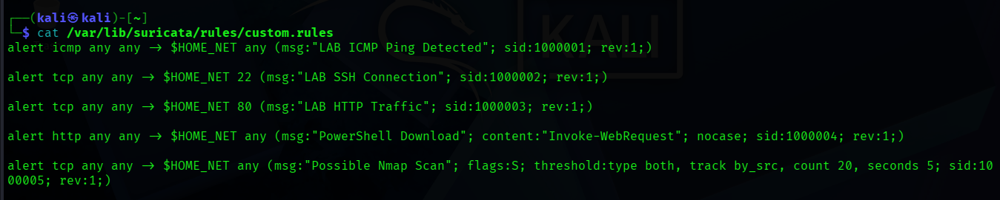 ┌──(kali㉿kali)-[~]
└─$ cat /var/lib/suricata/rules/custom.rules
alert icmp any any -> $HOME_NET any (msg:"LAB ICMP Ping Detected"; sid:1000001; rev:1;)
alert tcp any any -> $HOME_NET 22 (msg:"LAB SSH Connection"; sid:1000002; rev:1;)
alert tcp any any -> $HOME_NET 80 (msg:"LAB HTTP Traffic"; sid:1000003; rev:1;)
alert http any any -> $HOME_NET any (msg:"PowerShell Download"; content:"Invoke-WebRequest"; nocase; sid:1000004; rev:1;)
alert tcp any any -> $HOME_NET any (msg:"Possible Nmap Scan"; flags:S; threshold:type both, track by_src, count 20, seconds 5; sid:10
00005; rev:1;)
KALI